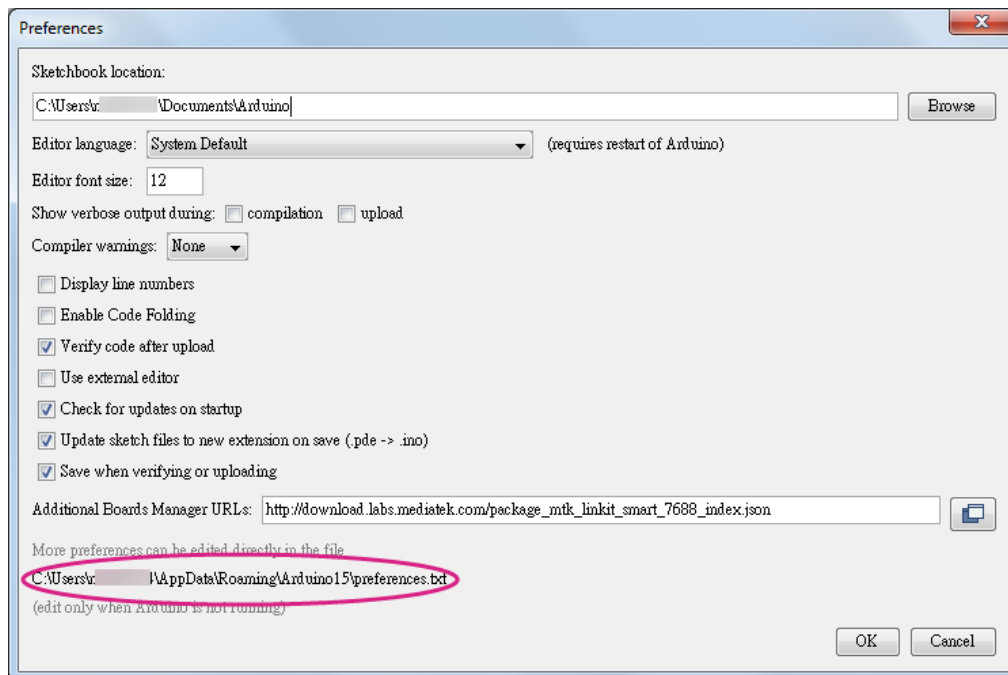 Preferences
Sketchbook location:
C:\Users\ \Documents\Arduino
Browse
Editor language: System Default (requires restart of Arduino)
Editor font size: 12
Show verbose output during: compilation upload
Compiler warnings: None
Display line numbers
Enable Code Folding
Verify code after upload
Use external editor
Check for updates on startup
Update sketch files to new extension on save (.pde -> .ino)
Save when verifying or uploading
Additional Boards Manager URLs: http://download.labs.mediatek.com/package_mtk_linkit_smart_7688_index.json
More preferences can be edited directly in the file
C:\Users\ \AppData\Roaming\Arduino15\preferences.txt
(edit only when Arduino is not running)
OK Cancel